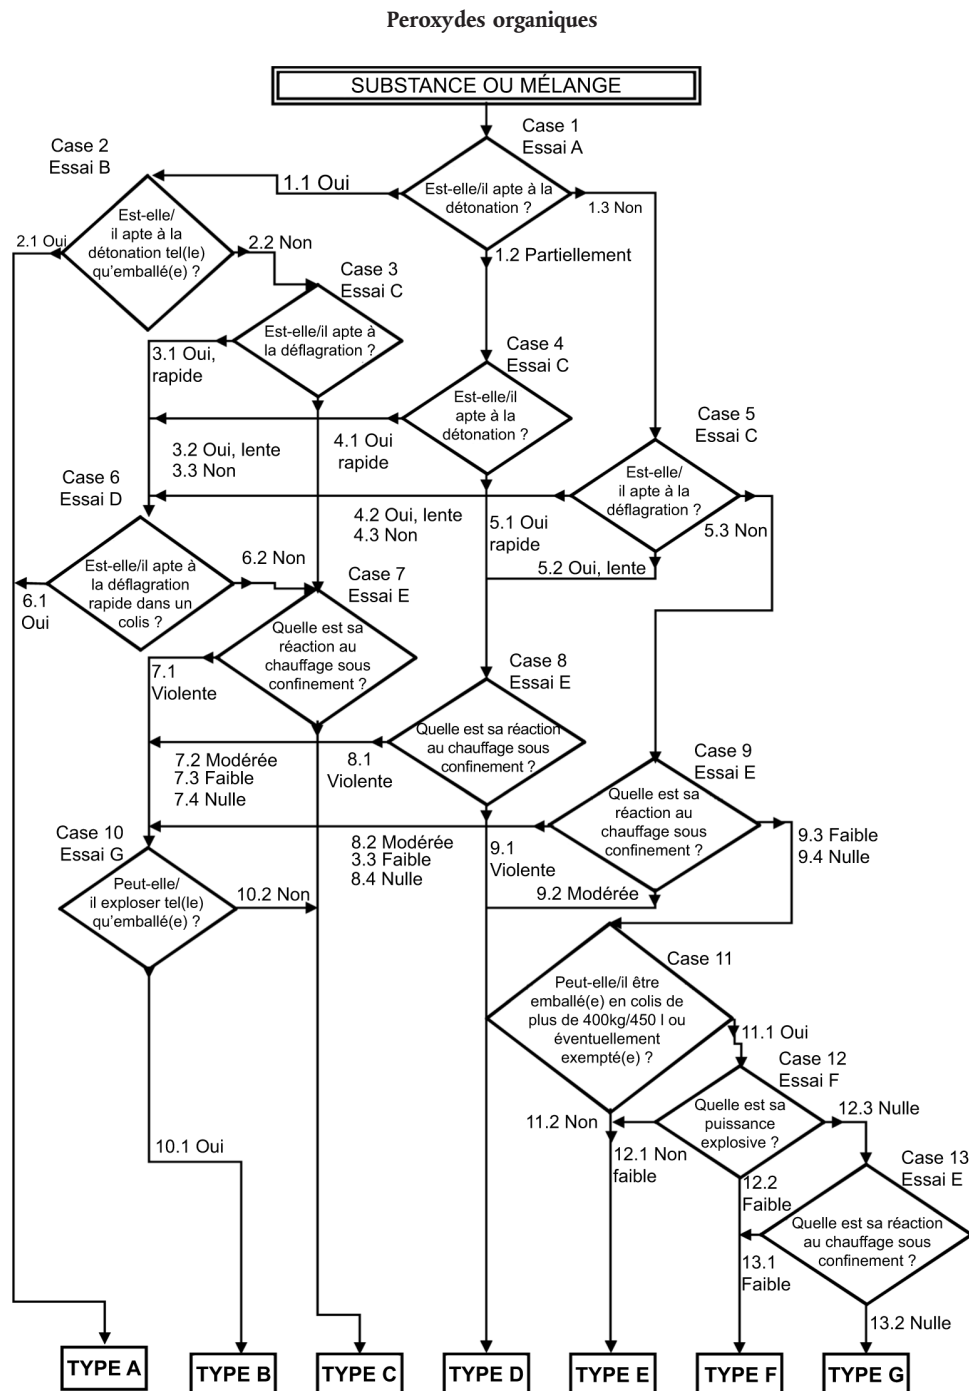 Peroxydes organiques
SUBSTANCE OU MÉLANGE
Case 1
Essai A
Est-elle/il apte à la
détonation ?
1.1 Oui
1.3 Non
1.2 Partiellement
Case 2
Essai B
Est-elle/
il apte à la
détonation tel(le)
qu'emballé(e) ?
2.1 Oui
2.2 Non
Case 3
Essai C
Est-elle/il apte à
la déflagration ?
3.1 Oui,
rapide
3.2 Oui, lente
3.3 Non
Case 4
Essai C
Est-elle/il
apte à la
détonation ?
4.1 Oui
rapide
4.2 Oui, lente
4.3 Non
Case 5
Essai C
Est-elle/
il apte à la
déflagration ?
5.1 Oui
rapide
5.2 Oui, lente
5.3 Non
Case 6
Essai D
Est-elle/il apte à
la déflagration
rapide dans un
colis ?
6.1
Oui
6.2 Non
Case 7
Essai E
Quelle est sa
réaction au
chauffage sous
confinement ?
7.1
Violente
7.2 Modérée
7.3 Faible
7.4 Nulle
Case 8
Essai E
Quelle est sa réaction
au chauffage sous
confinement ?
8.1
Violente
8.2 Modérée
3.3 Faible
8.4 Nulle
Case 9
Essai E
Quelle est sa
réaction au
chauffage sous
confinement ?
9.1
Violente
9.2 Modérée
9.3 Faible
9.4 Nulle
Case 10
Essai G
Peut-elle/
il exploser tel(le)
qu'emballé(e) ?
10.2 Non
10.1 Oui
Case 11
Peut-elle/il être
emballé(e) en colis de
plus de 400kg/450 l ou
éventuellement
exempté(e) ?
11.1 Oui
11.2 Non
Case 12
Essai F
Quelle est sa
puissance
explosive ?
12.3 Nulle
12.1 Non
faible
12.2
Faible
Case 13
Essai E
Quelle est sa réaction
au chauffage sous
confinement ?
13.1
Faible
13.2 Nulle
TYPE A
TYPE B
TYPE C
TYPE D
TYPE E
TYPE F
TYPE G